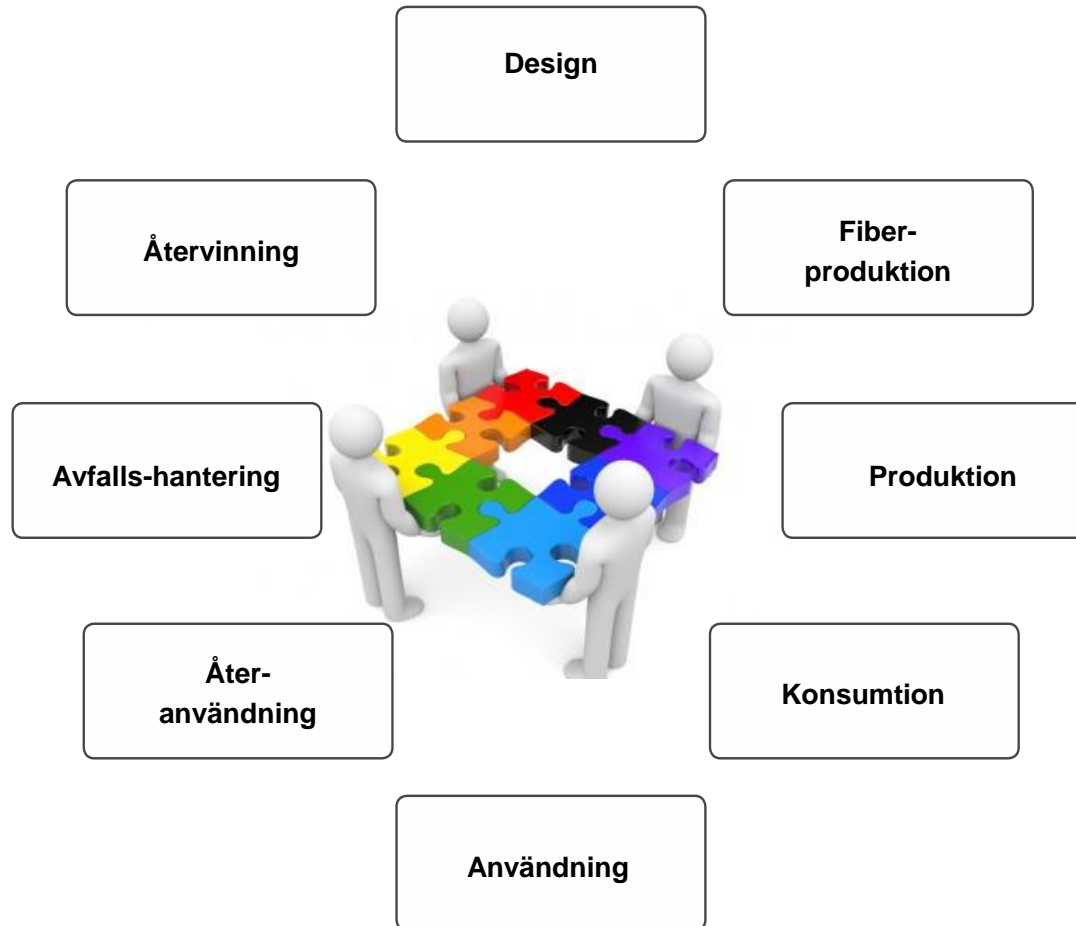 Design
Återvinning
Fiber-
produktion
Avfalls-hantering
Produktion
Åter-
användning
Konsumtion
Användning